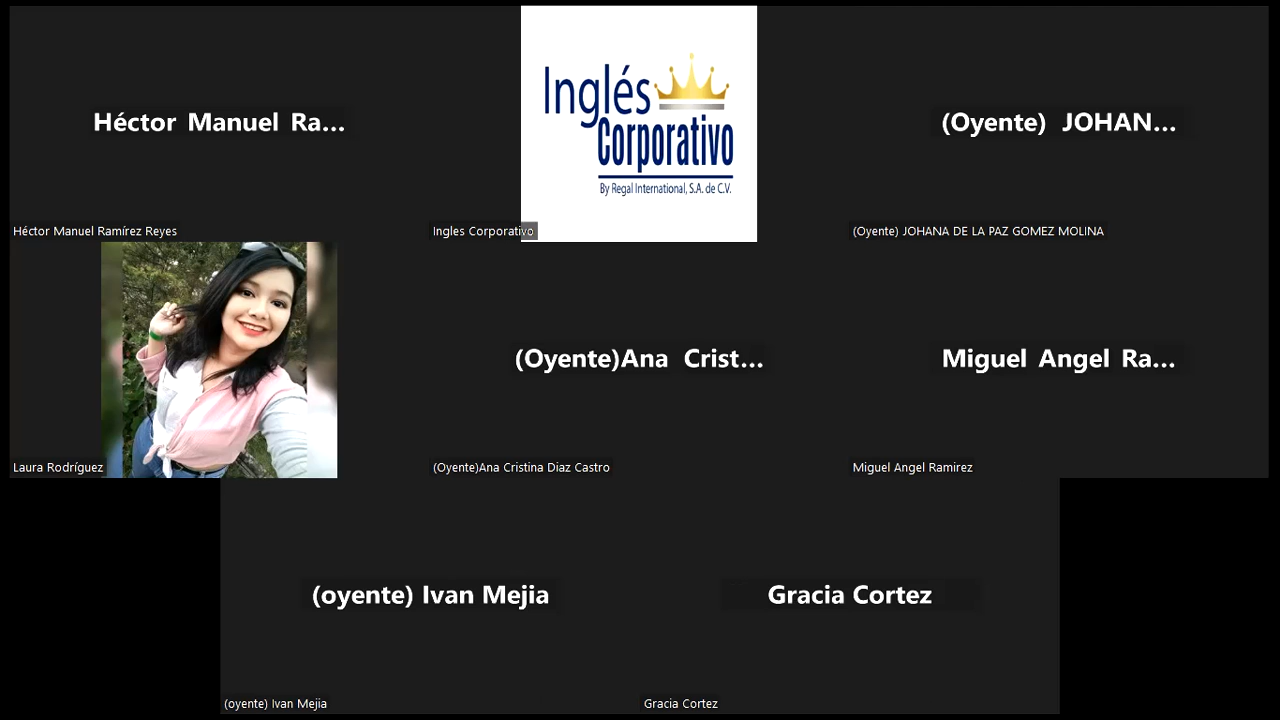 Héctor Manuel Ra...
Héctor Manuel Ramírez Reyes
Inglés
Corporativo
By Regal International, S.A. de C.V.
Ingles Corporativo
(Oyente) JOHAN...
(Oyente) JOHANA DE LA PAZ GOMEZ MOLINA
Laura Rodríguez
(Oyente)Ana Crist...
(Oyente)Ana Cristina Diaz Castro
Miguel Angel Ra...
Miguel Angel Ramirez
(oyente) Ivan Mejia
(oyente) Ivan Mejia
Gracia Cortez
Gracia Cortez